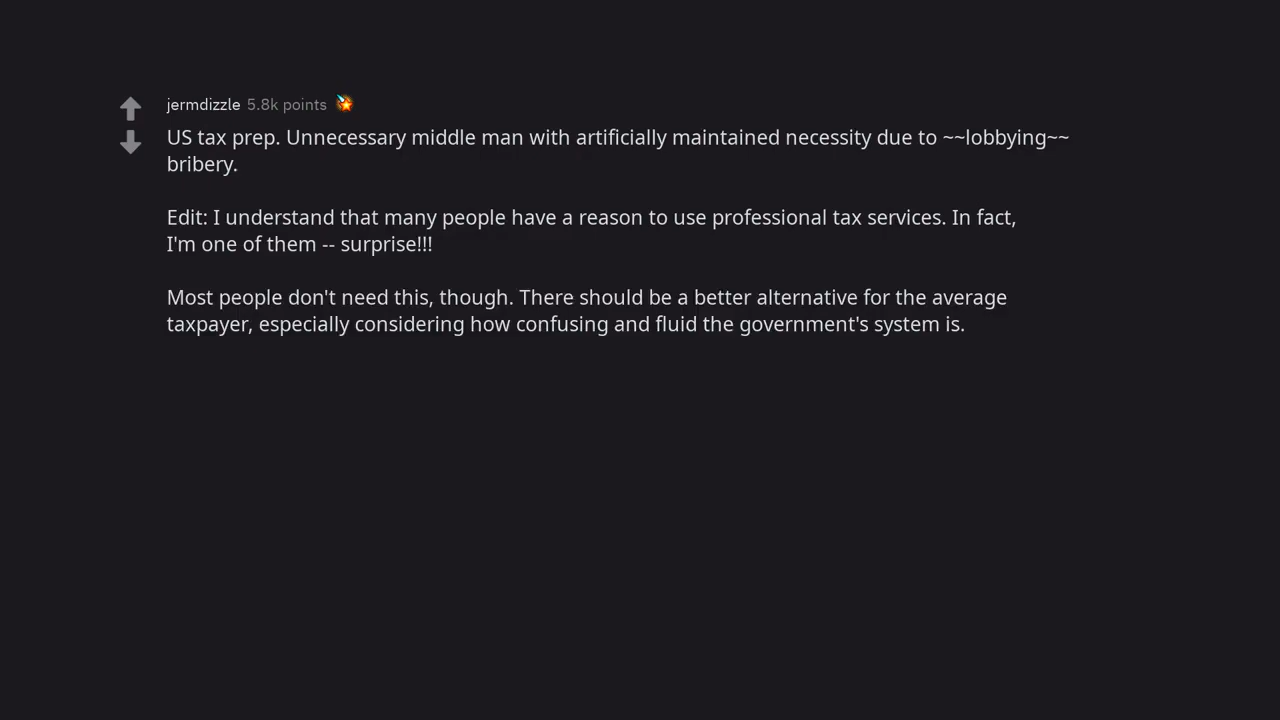 jermdizzle 5.8k points
US tax prep. Unnecessary middle man with artificially maintained necessity due to ~~lobbying~~
bribery.
Edit: I understand that many people have a reason to use professional tax services. In fact,
I'm one of them -- surprise!!!
Most people don't need this, though. There should be a better alternative for the average
taxpayer, especially considering how confusing and fluid the government's system is.